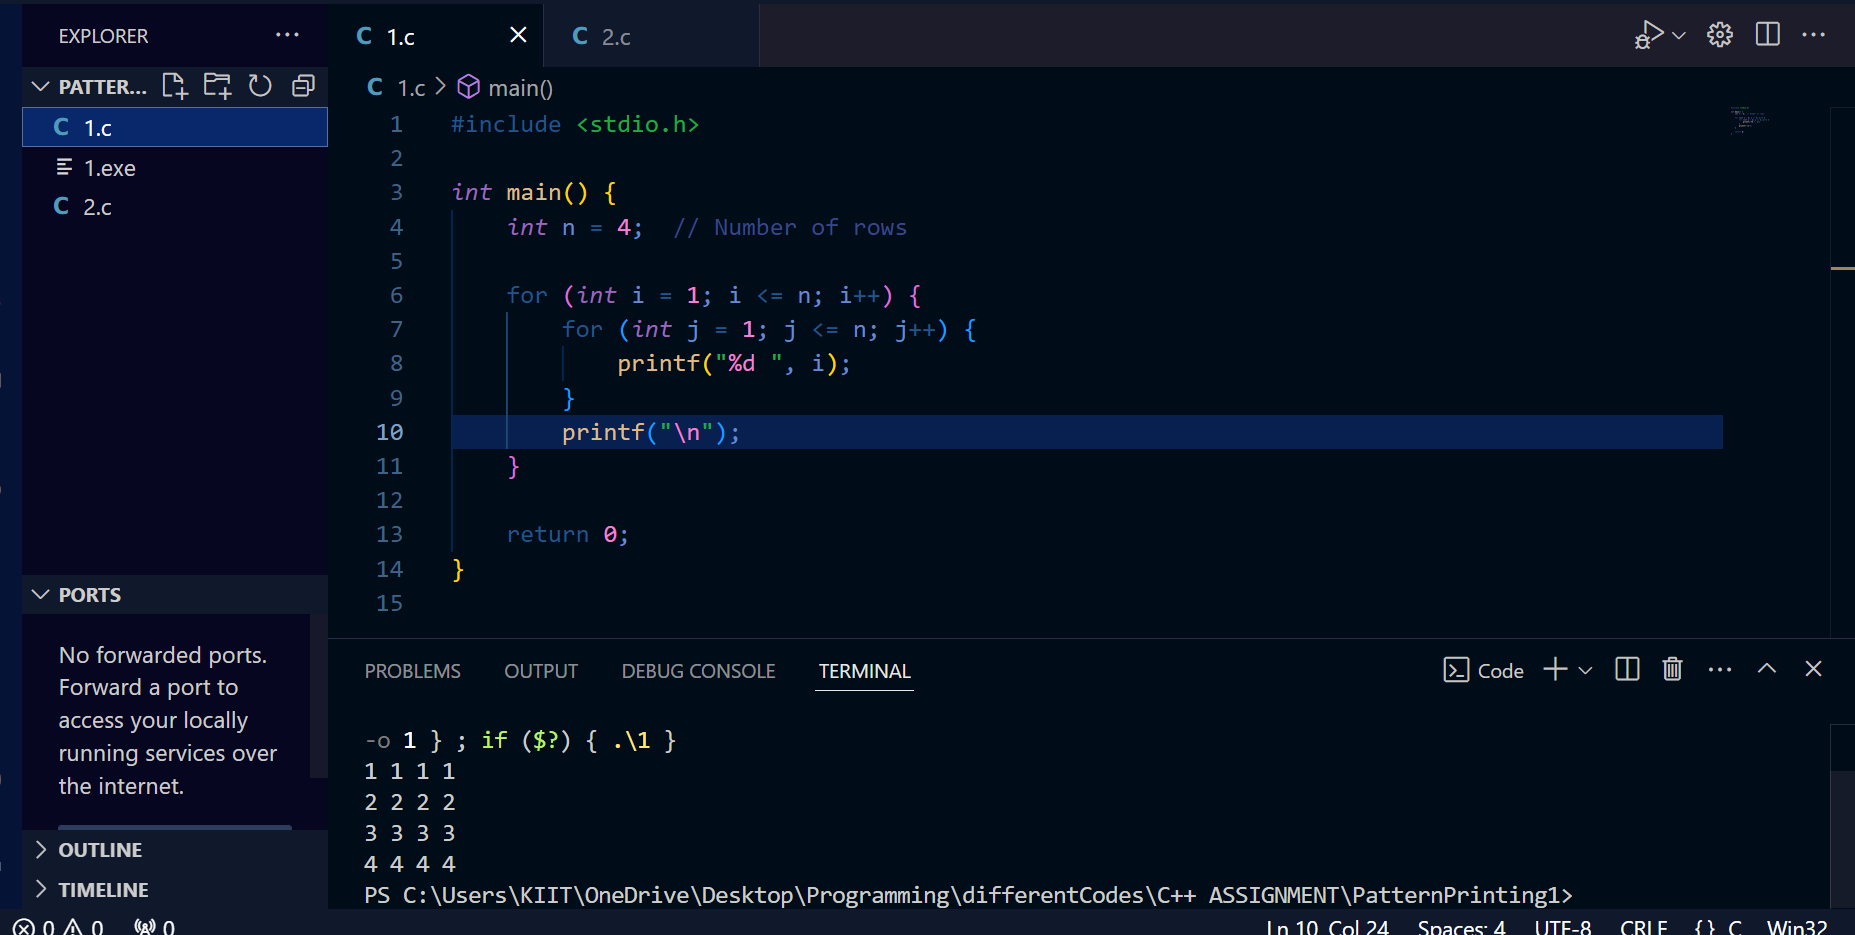 EXPLORER ···
PATTER...
C 1.c
1.exe
C 2.c
PORTS
No forwarded ports.
Forward a port to
access your locally
running services over
the internet.
OUTLINE
TIMELINE
C 1.c
C 2.c
C 1.c > main()
1 #include <stdio.h>
2
3 int main() {
4     int n = 4;  // Number of rows
5
6     for (int i = 1; i <= n; i++) {
7         for (int j = 1; j <= n; j++) {
8             printf("%d ", i);
9         }
10         printf("\n");
11     }
12
13     return 0;
14 }
15
PROBLEMS OUTPUT DEBUG CONSOLE TERMINAL
Code
-o 1 } ; if ($?) { .\1 }
1 1 1 1
2 2 2 2
3 3 3 3
4 4 4 4
PS C:\Users\KIIT\OneDrive\Desktop\Programming\differentCodes\C++ ASSIGNMENT\PatternPrinting1>
0 0 0
Ln 10, Col 24 Spaces: 4 UTF-8 CRLF {} C Win32